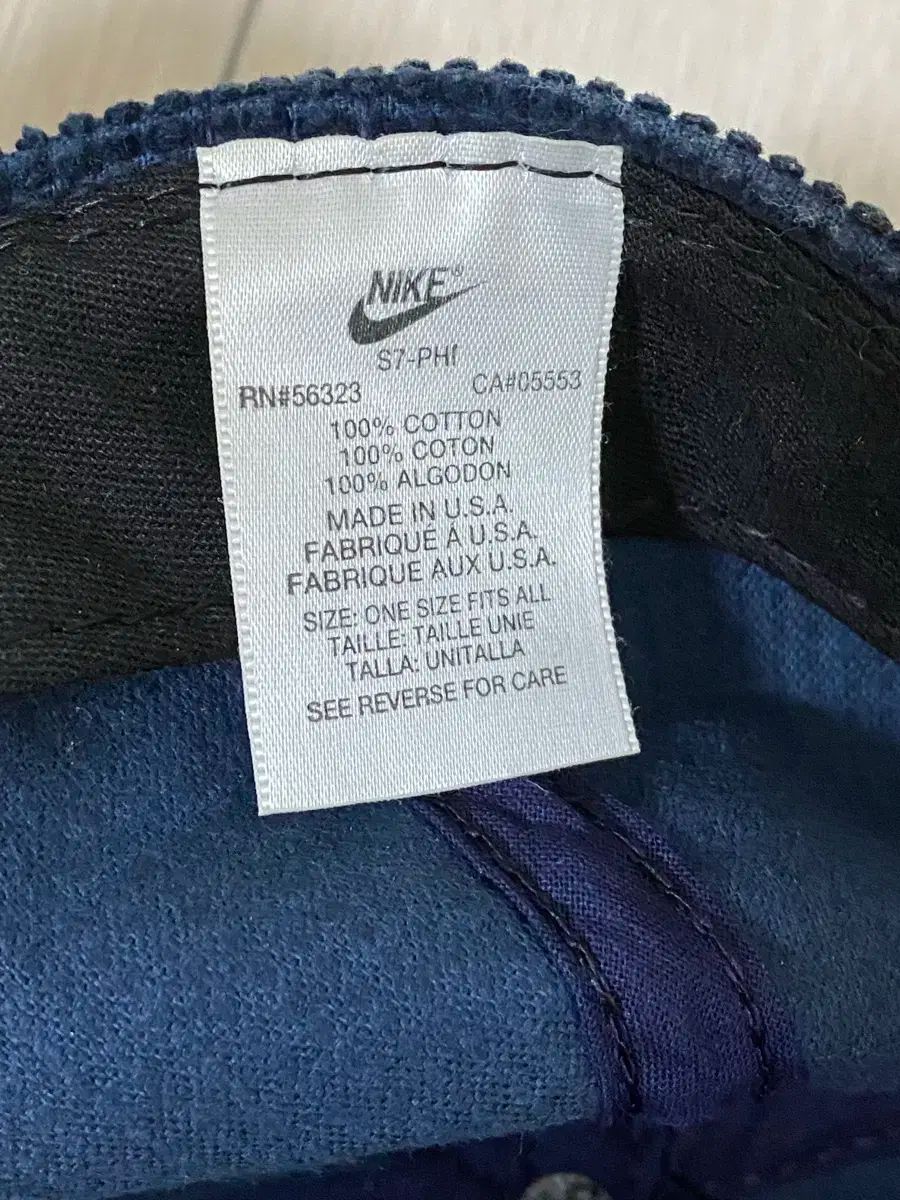 NIKE®
S7-PHI
RN#56323 CA#05553
100% COTTON
100% COTON
100% ALGODON
MADE IN U.S.A.
FABRIQUÉ À U.S.A.
FABRIQUE AUX U.S.A.
SIZE: ONE SIZE FITS ALL
TAILLE: TAILLE UNIE
TALLA: UNITALLA
SEE REVERSE FOR CARE